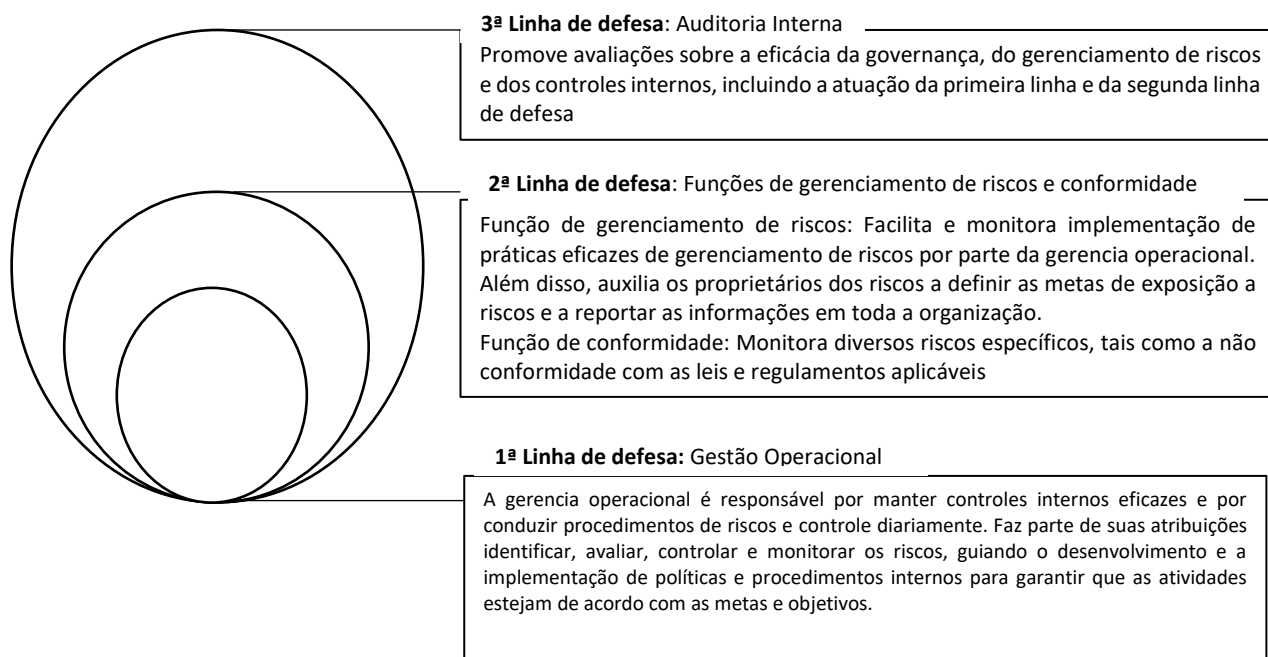 3ª Linha de defesa: Auditoria Interna
Promove avaliações sobre a eficácia da governança, do gerenciamento de riscos
e dos controles internos, incluindo a atuação da primeira linha e da segunda linha
de defesa
2ª Linha de defesa: Funções de gerenciamento de riscos e conformidade
Função de gerenciamento de riscos: Facilita e monitora implementação de
práticas eficazes de gerenciamento de riscos por parte da gerencia operacional.
Além disso, auxilia os proprietários dos riscos a definir as metas de exposição a
riscos e a reportar as informações em toda a organização.
Função de conformidade: Monitora diversos riscos específicos, tais como a não
conformidade com as leis e regulamentos aplicáveis
1ª Linha de defesa: Gestão Operacional
A gerencia operacional é responsável por manter controles internos eficazes e por
conduzir procedimentos de riscos e controle diariamente. Faz parte de suas atribuições
identificar, avaliar, controlar e monitorar os riscos, guiando o desenvolvimento e a
implementação de políticas e procedimentos internos para garantir que as atividades
estejam de acordo com as metas e objetivos.